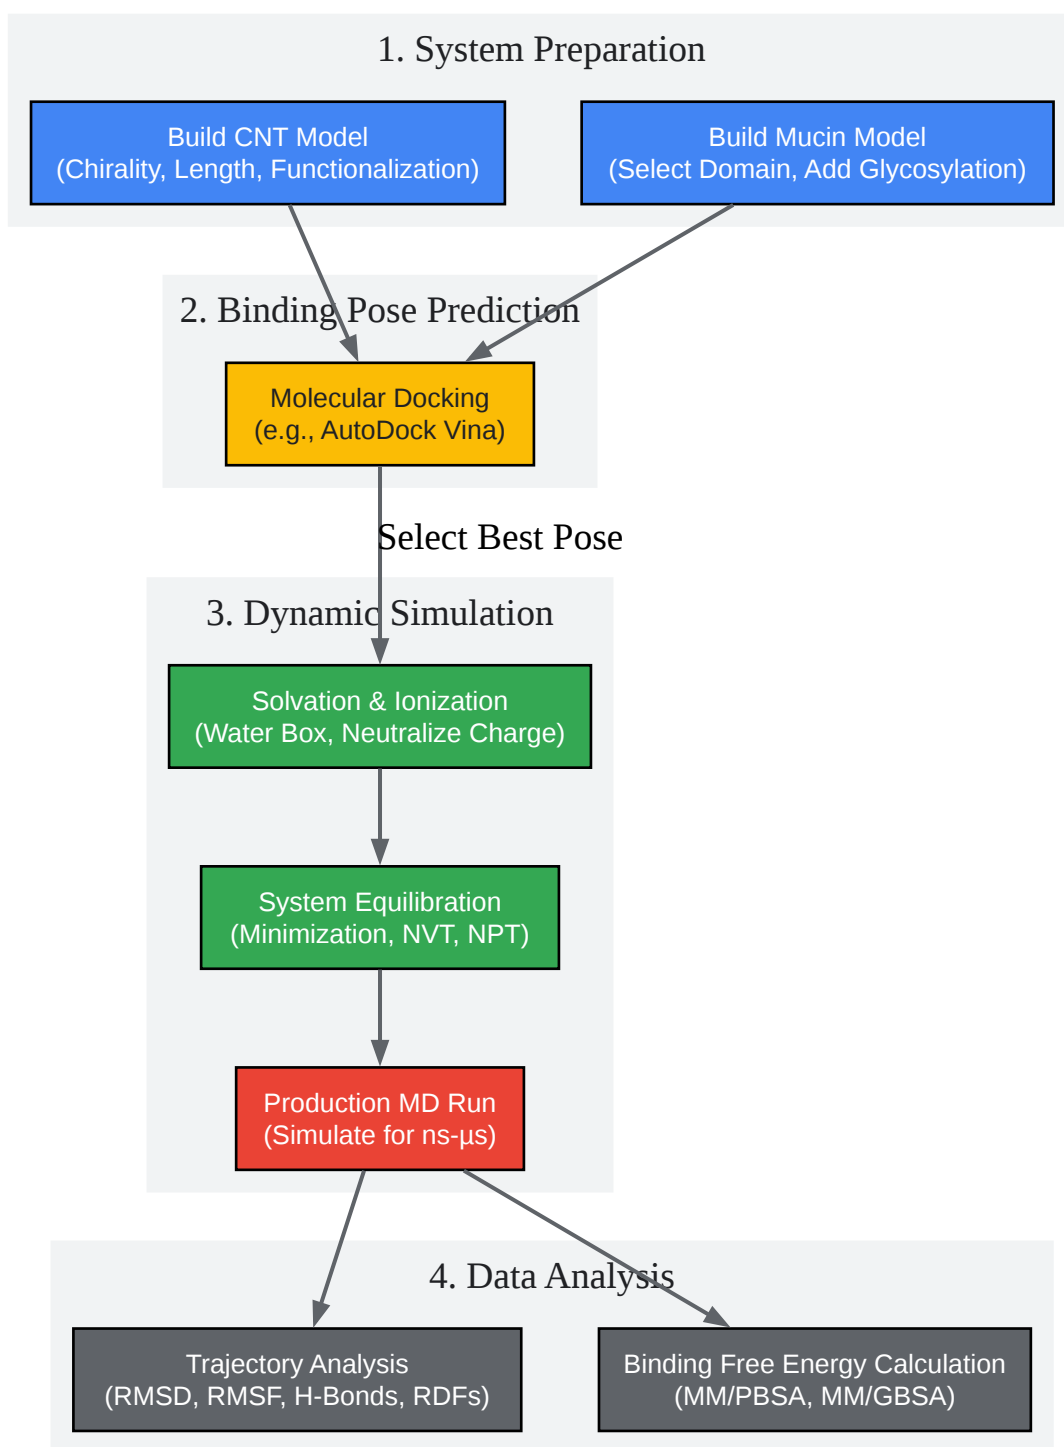 1. System Preparation
Build CNT Model
(Chirality, Length, Functionalization)
Build Mucin Model
(Select Domain, Add Glycosylation)
2. Binding Pose Prediction
Molecular Docking
(e.g., AutoDock Vina)
Select Best Pose
3. Dynamic Simulation
Solvation & Ionization
(Water Box, Neutralize Charge)
System Equilibration
(Minimization, NVT, NPT)
Production MD Run
(Simulate for ns-µs)
4. Data Analysis
Trajectory Analysis
(RMSD, RMSF, H-Bonds, RDFs)
Binding Free Energy Calculation
(MM/PBSA, MM/GBSA)